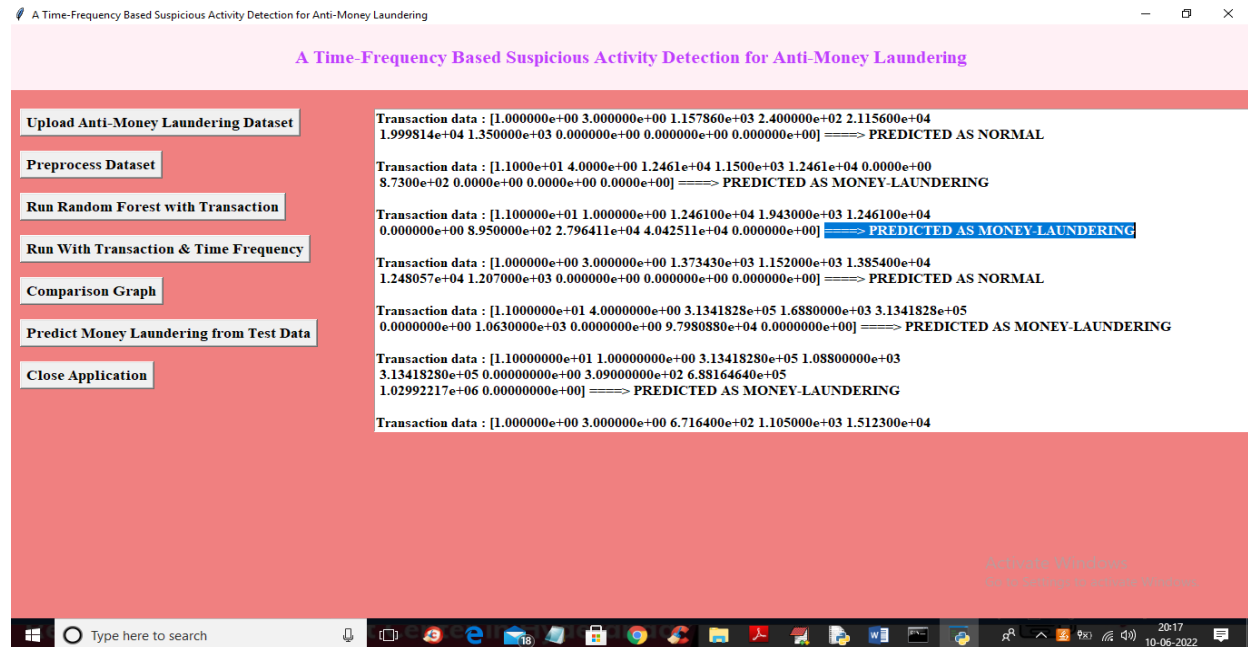 A Time-Frequency Based Suspicious Activity Detection for Anti-Money Laundering
A Time-Frequency Based Suspicious Activity Detection for Anti-Money Laundering
Upload Anti-Money Laundering Dataset
Preprocess Dataset
Run Random Forest with Transaction
Run With Transaction & Time Frequency
Comparison Graph
Predict Money Laundering from Test Data
Close Application
Transaction data : [1.000000e+00 3.000000e+00 1.157860e+03 2.400000e+02 2.115600e+04
1.999814e+04 1.350000e+03 0.000000e+00 0.000000e+00 0.000000e+00] ====> PREDICTED AS NORMAL
Transaction data : [1.1000e+01 4.0000e+00 1.2461e+04 1.1500e+03 1.2461e+04 0.0000e+00
8.7300e+02 0.0000e+00 0.0000e+00 0.0000e+00] ====> PREDICTED AS MONEY-LAUNDERING
Transaction data : [1.100000e+01 1.000000e+00 1.246100e+04 1.943000e+03 1.246100e+04
0.000000e+00 8.950000e+02 2.796411e+04 4.042511e+04 0.000000e+00] ====> PREDICTED AS MONEY-LAUNDERING
Transaction data : [1.000000e+00 3.000000e+00 1.373430e+03 1.152000e+03 1.385400e+04
1.248057e+04 1.207000e+03 0.000000e+00 0.000000e+00 0.000000e+00] ====> PREDICTED AS NORMAL
Transaction data : [1.1000000e+01 4.0000000e+00 3.1341828e+05 1.6880000e+03 3.1341828e+05
0.0000000e+00 1.0630000e+03 0.0000000e+00 9.7980880e+04 0.0000000e+00] ====> PREDICTED AS MONEY-LAUNDERING
Transaction data : [1.10000000e+01 1.00000000e+00 3.13418280e+05 1.08800000e+03
3.13418280e+05 0.00000000e+00 3.09000000e+02 6.88164640e+05
1.02992217e+06 0.00000000e+00] ====> PREDICTED AS MONEY-LAUNDERING
Transaction data : [1.000000e+00 3.000000e+00 6.716400e+02 1.105000e+03 1.512300e+04
Activate Windows
Type here to search
18
20:17
10-06-2022